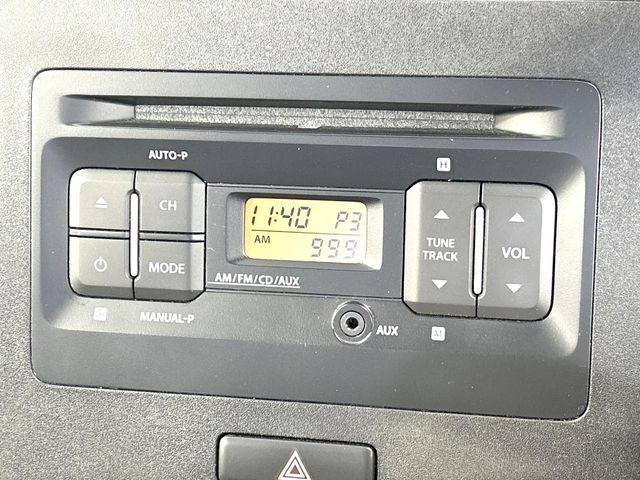 AUTO-P
H
CH
11:40 P3
TUNE
TRACK
VOL
AM 999
MODE
AM/FM/CD/AUX
MANUAL-P
AUX
M